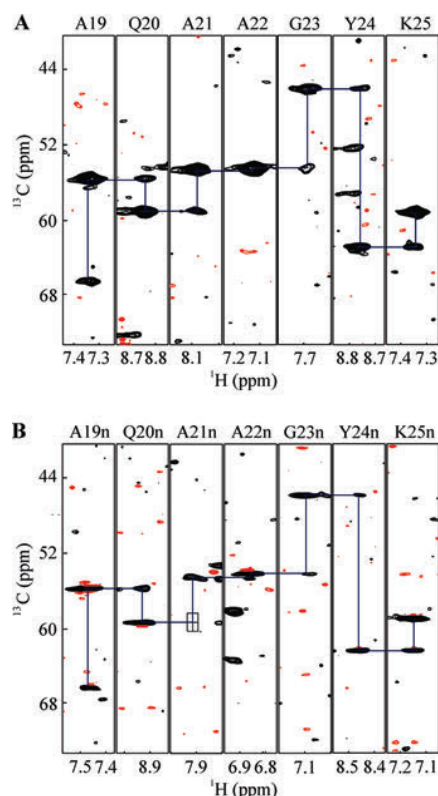 A
A19 Q20 A21 A22 G23 Y24 K25
44
52
60
68
13C (ppm)
7.4 7.3 8.7 8.8 8.1 7.2 7.1 7.7 8.8 8.7 7.4 7.3
1H (ppm)
B
A19n Q20n A21n A22n G23n Y24n K25n
44
52
60
68
13C (ppm)
7.5 7.4 8.9 7.9 6.9 6.8 7.1 8.5 8.4 7.2 7.1
1H (ppm)